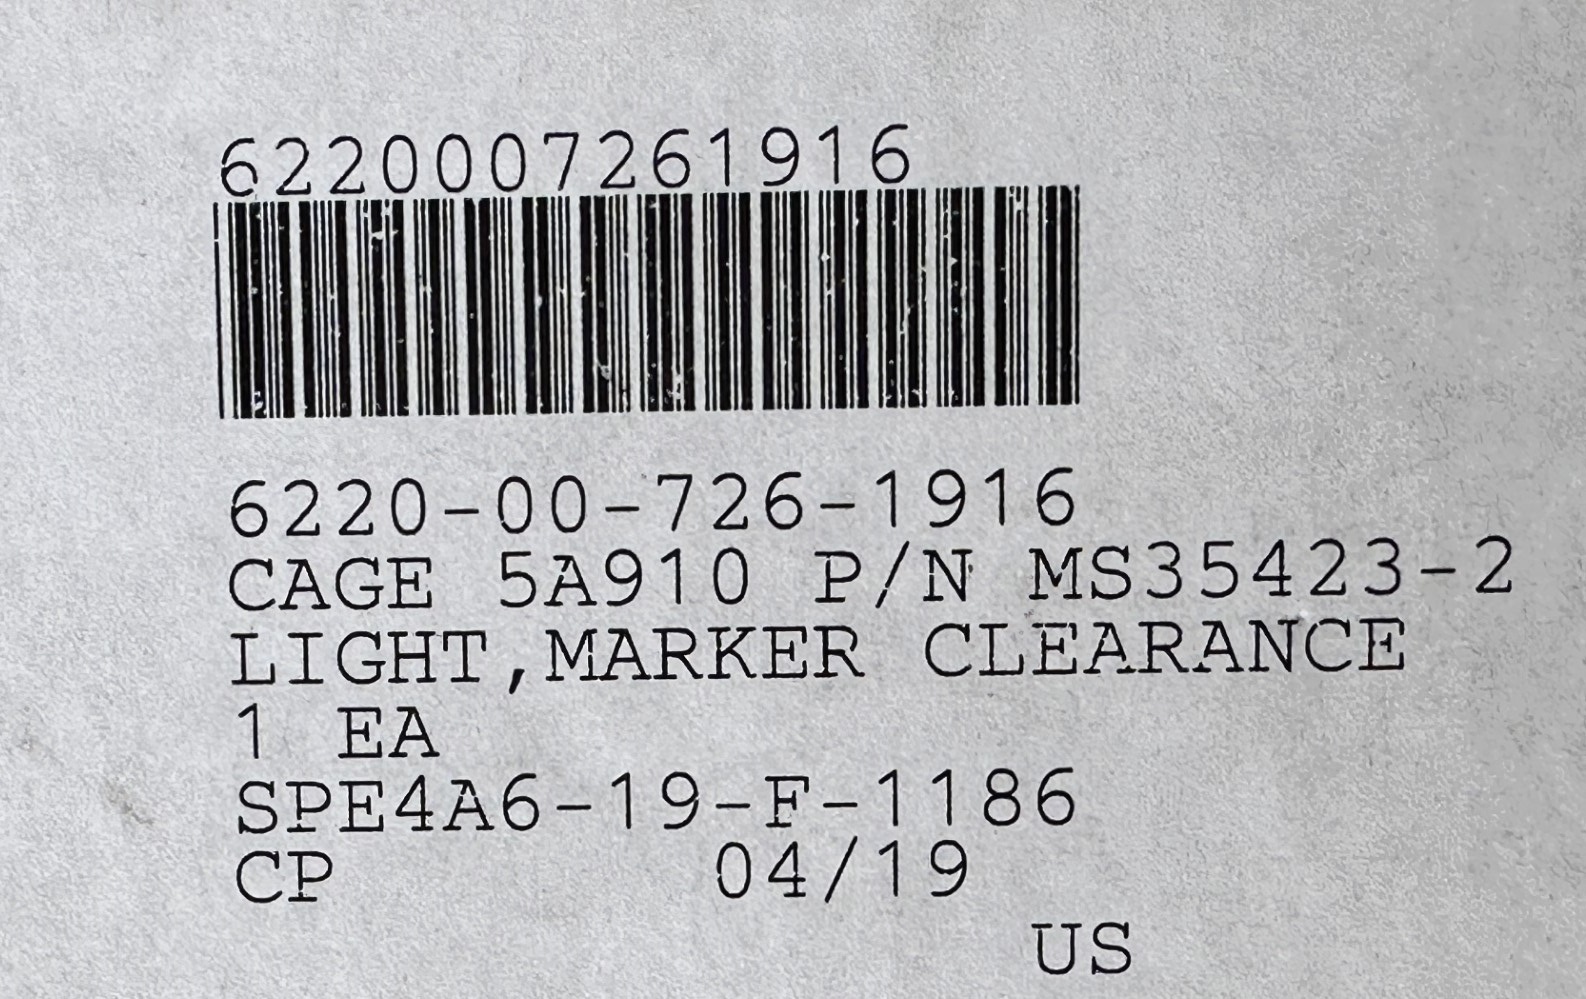 6220007261916
6220-00-726-1916
CAGE 5A910 P/N MS35423-2
LIGHT,MARKER CLEARANCE
1 EA
SPE4A6-19-F-1186
CP 04/19
US